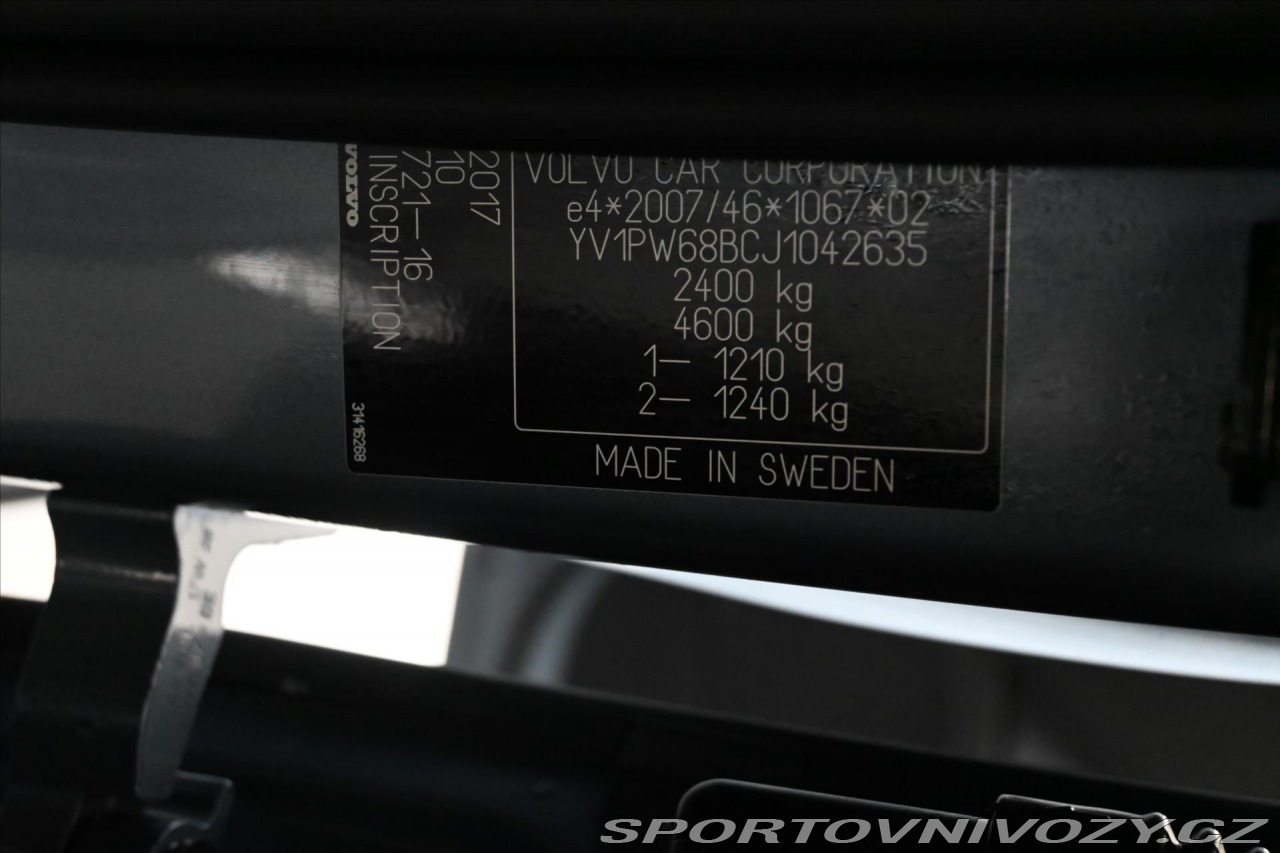 VOLVO
2017
10
721-16
INSCRIPTION
31416268
VOLVO CAR CORPORATION
e4*2007/46*1067*02
YV1PW68BCJ1042635
2400 kg
4600 kg
1- 1210 kg
2- 1240 kg
MADE IN SWEDEN
SPORTOVNIVOZY.CZ